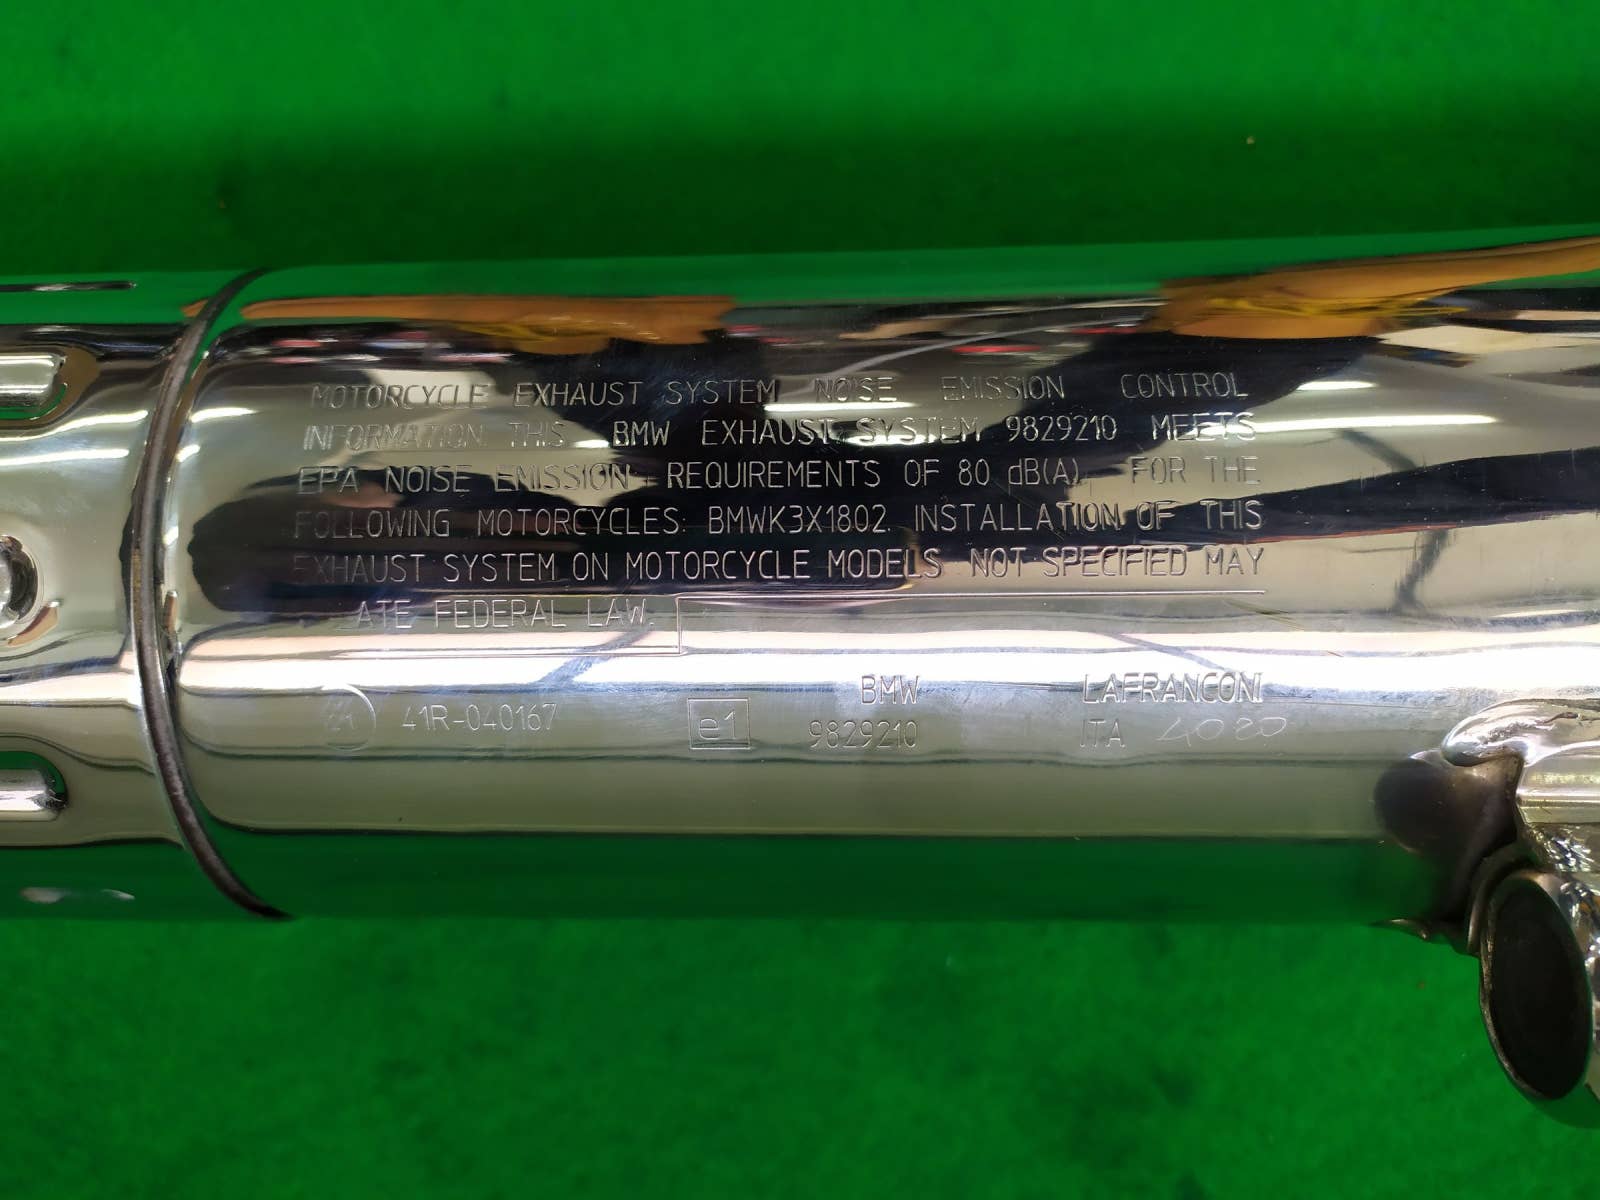 MOTORCYCLE EXHAUST SYSTEM NOISE EMISSION CONTROL
INFORMATION. THIS BMW EXHAUST SYSTEM 9829210 MEETS
EPA NOISE EMISSION REQUIREMENTS OF 80 dB(A). FOR THE
FOLLOWING MOTORCYCLES: BMWK3X1802. INSTALLATION OF THIS
EXHAUST SYSTEM ON MOTORCYCLE MODELS NOT SPECIFIED MAY
FEDERAL LAW.
41R-040167 e1 BMW LAFRANCONI
9829210 ITA 4080